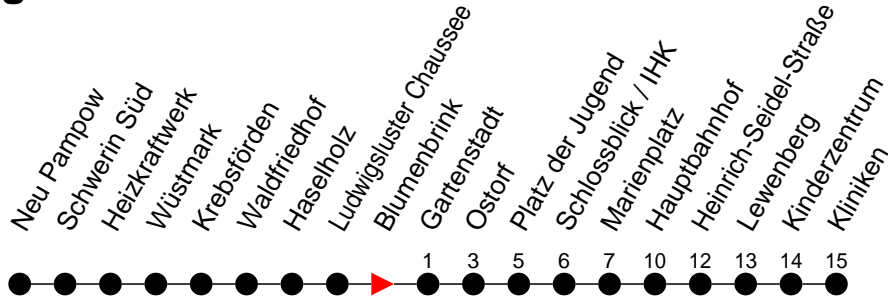 Neu Pampow
Schwerin Süd
Heizkraftwerk
Wüstmark
Krebsförden
Waldfriedhof
Haselholz
Ludwigsluster Chaussee
Blumenbrink
Gartenstadt
Ostorf
Platz der Jugend
Schlossblick / IHK
Marienplatz
Hauptbahnhof
Heinrich-Seidel-Straße
Lewenberg
Kinderzentrum
Kliniken
1 3 5 6 7 10 12 13 14 15